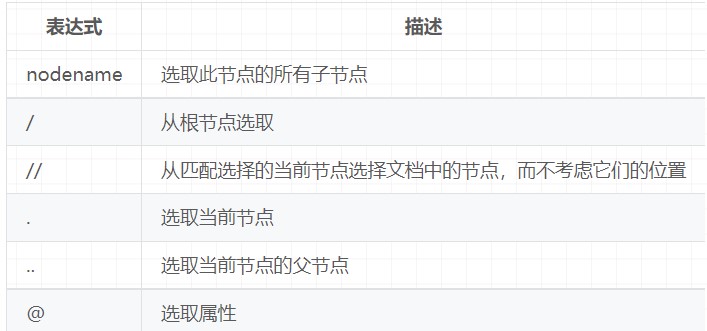 表达式 描述
nodename 选取此节点的所有子节点
/ 从根节点选取
// 从匹配选择的当前节点选择文档中的节点，而不考虑它们的位置
. 选取当前节点
.. 选取当前节点的父节点
@ 选取属性